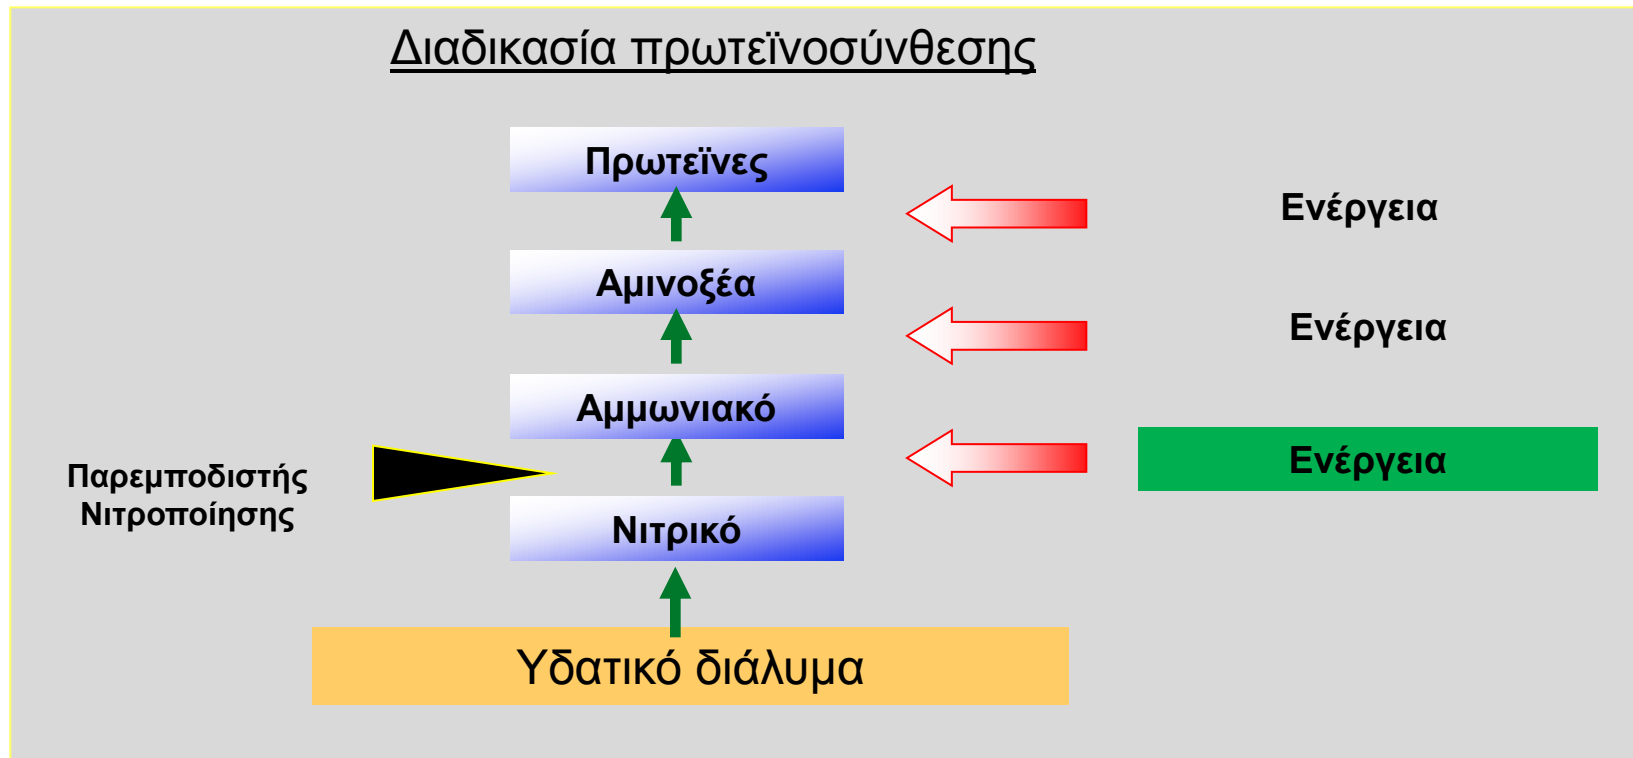 Διαδικασία πρωτεϊνοσύνθεσης
Πρωτεϊνες
Ενέργεια
Αμινοξέα
Ενέργεια
Αμμωνιακό
Ενέργεια
Παρεμποδιστής
Νιτροποίησης
Νιτρικό
Υδατικό διάλυμα